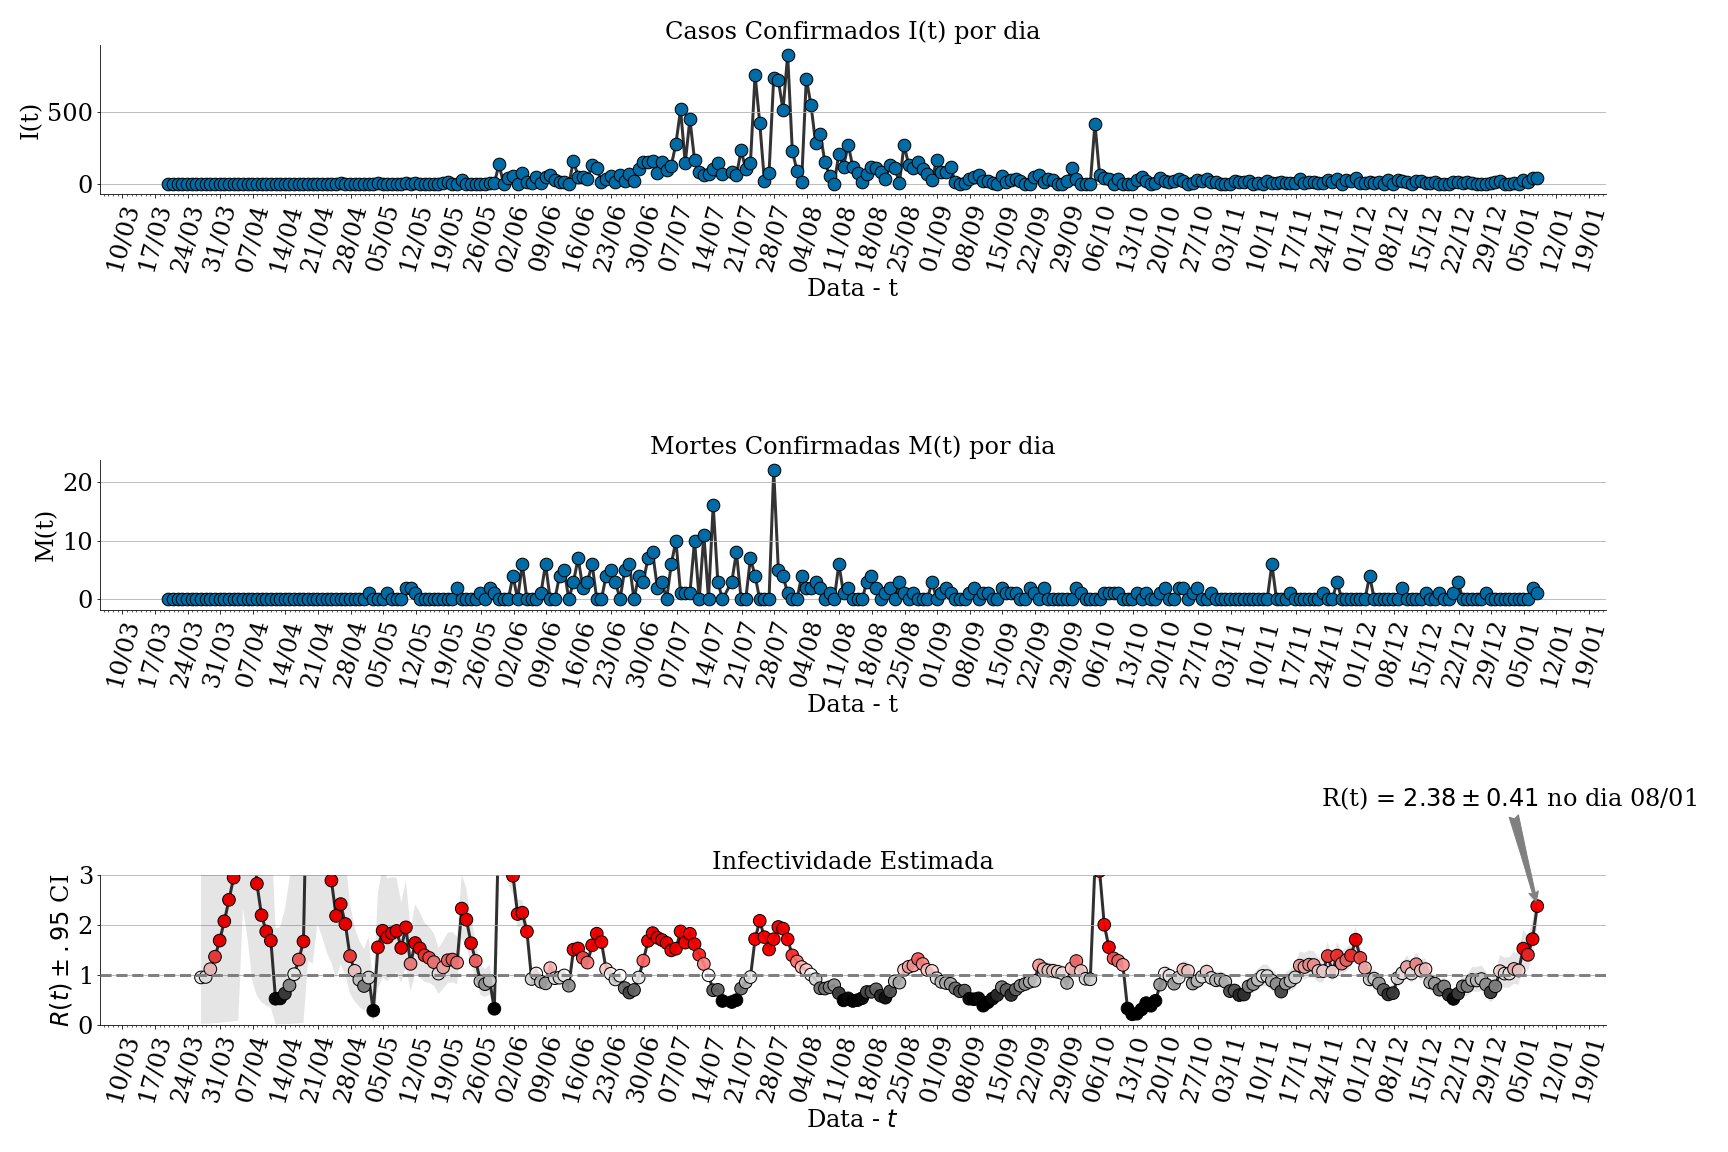 Casos Confirmados I(t) por dia
I(t)
500
0
10/03 17/03 24/03 31/03 07/04 14/04 21/04 28/04 05/05 12/05 19/05 26/05 02/06 09/06 16/06 23/06 30/06 07/07 14/07 21/07 28/07 04/08 11/08 18/08 25/08 01/09 08/09 15/09 22/09 29/09 06/10 13/10 20/10 27/10 03/11 10/11 17/11 24/11 01/12 08/12 15/12 22/12 29/12 05/01 12/01 19/01
Data - t
Mortes Confirmadas M(t) por dia
M(t)
20
10
0
10/03 17/03 24/03 31/03 07/04 14/04 21/04 28/04 05/05 12/05 19/05 26/05 02/06 09/06 16/06 23/06 30/06 07/07 14/07 21/07 28/07 04/08 11/08 18/08 25/08 01/09 08/09 15/09 22/09 29/09 06/10 13/10 20/10 27/10 03/11 10/11 17/11 24/11 01/12 08/12 15/12 22/12 29/12 05/01 12/01 19/01
Data - t
R(t) = 2.38 ± 0.41 no dia 08/01
Infectividade Estimada
R(t) ± .95 CI
3
2
1
0
10/03 17/03 24/03 31/03 07/04 14/04 21/04 28/04 05/05 12/05 19/05 26/05 02/06 09/06 16/06 23/06 30/06 07/07 14/07 21/07 28/07 04/08 11/08 18/08 25/08 01/09 08/09 15/09 22/09 29/09 06/10 13/10 20/10 27/10 03/11 10/11 17/11 24/11 01/12 08/12 15/12 22/12 29/12 05/01 12/01 19/01
Data - t